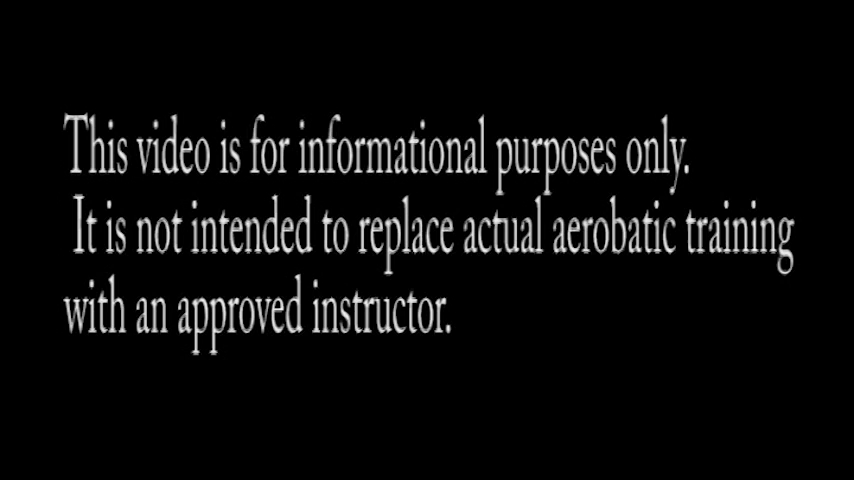 This video is for informational purposes only.
It is not intended to replace actual aerobatic training
with an approved instructor.